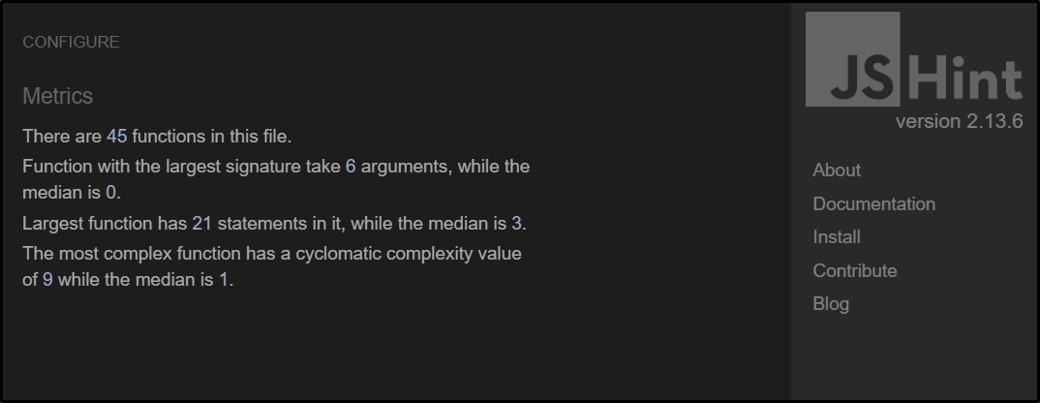 CONFIGURE
Metrics
There are 45 functions in this file.
Function with the largest signature take 6 arguments, while the
median is 0.
Largest function has 21 statements in it, while the median is 3.
The most complex function has a cyclomatic complexity value
of 9 while the median is 1.
JSHint
version 2.13.6
About
Documentation
Install
Contribute
Blog